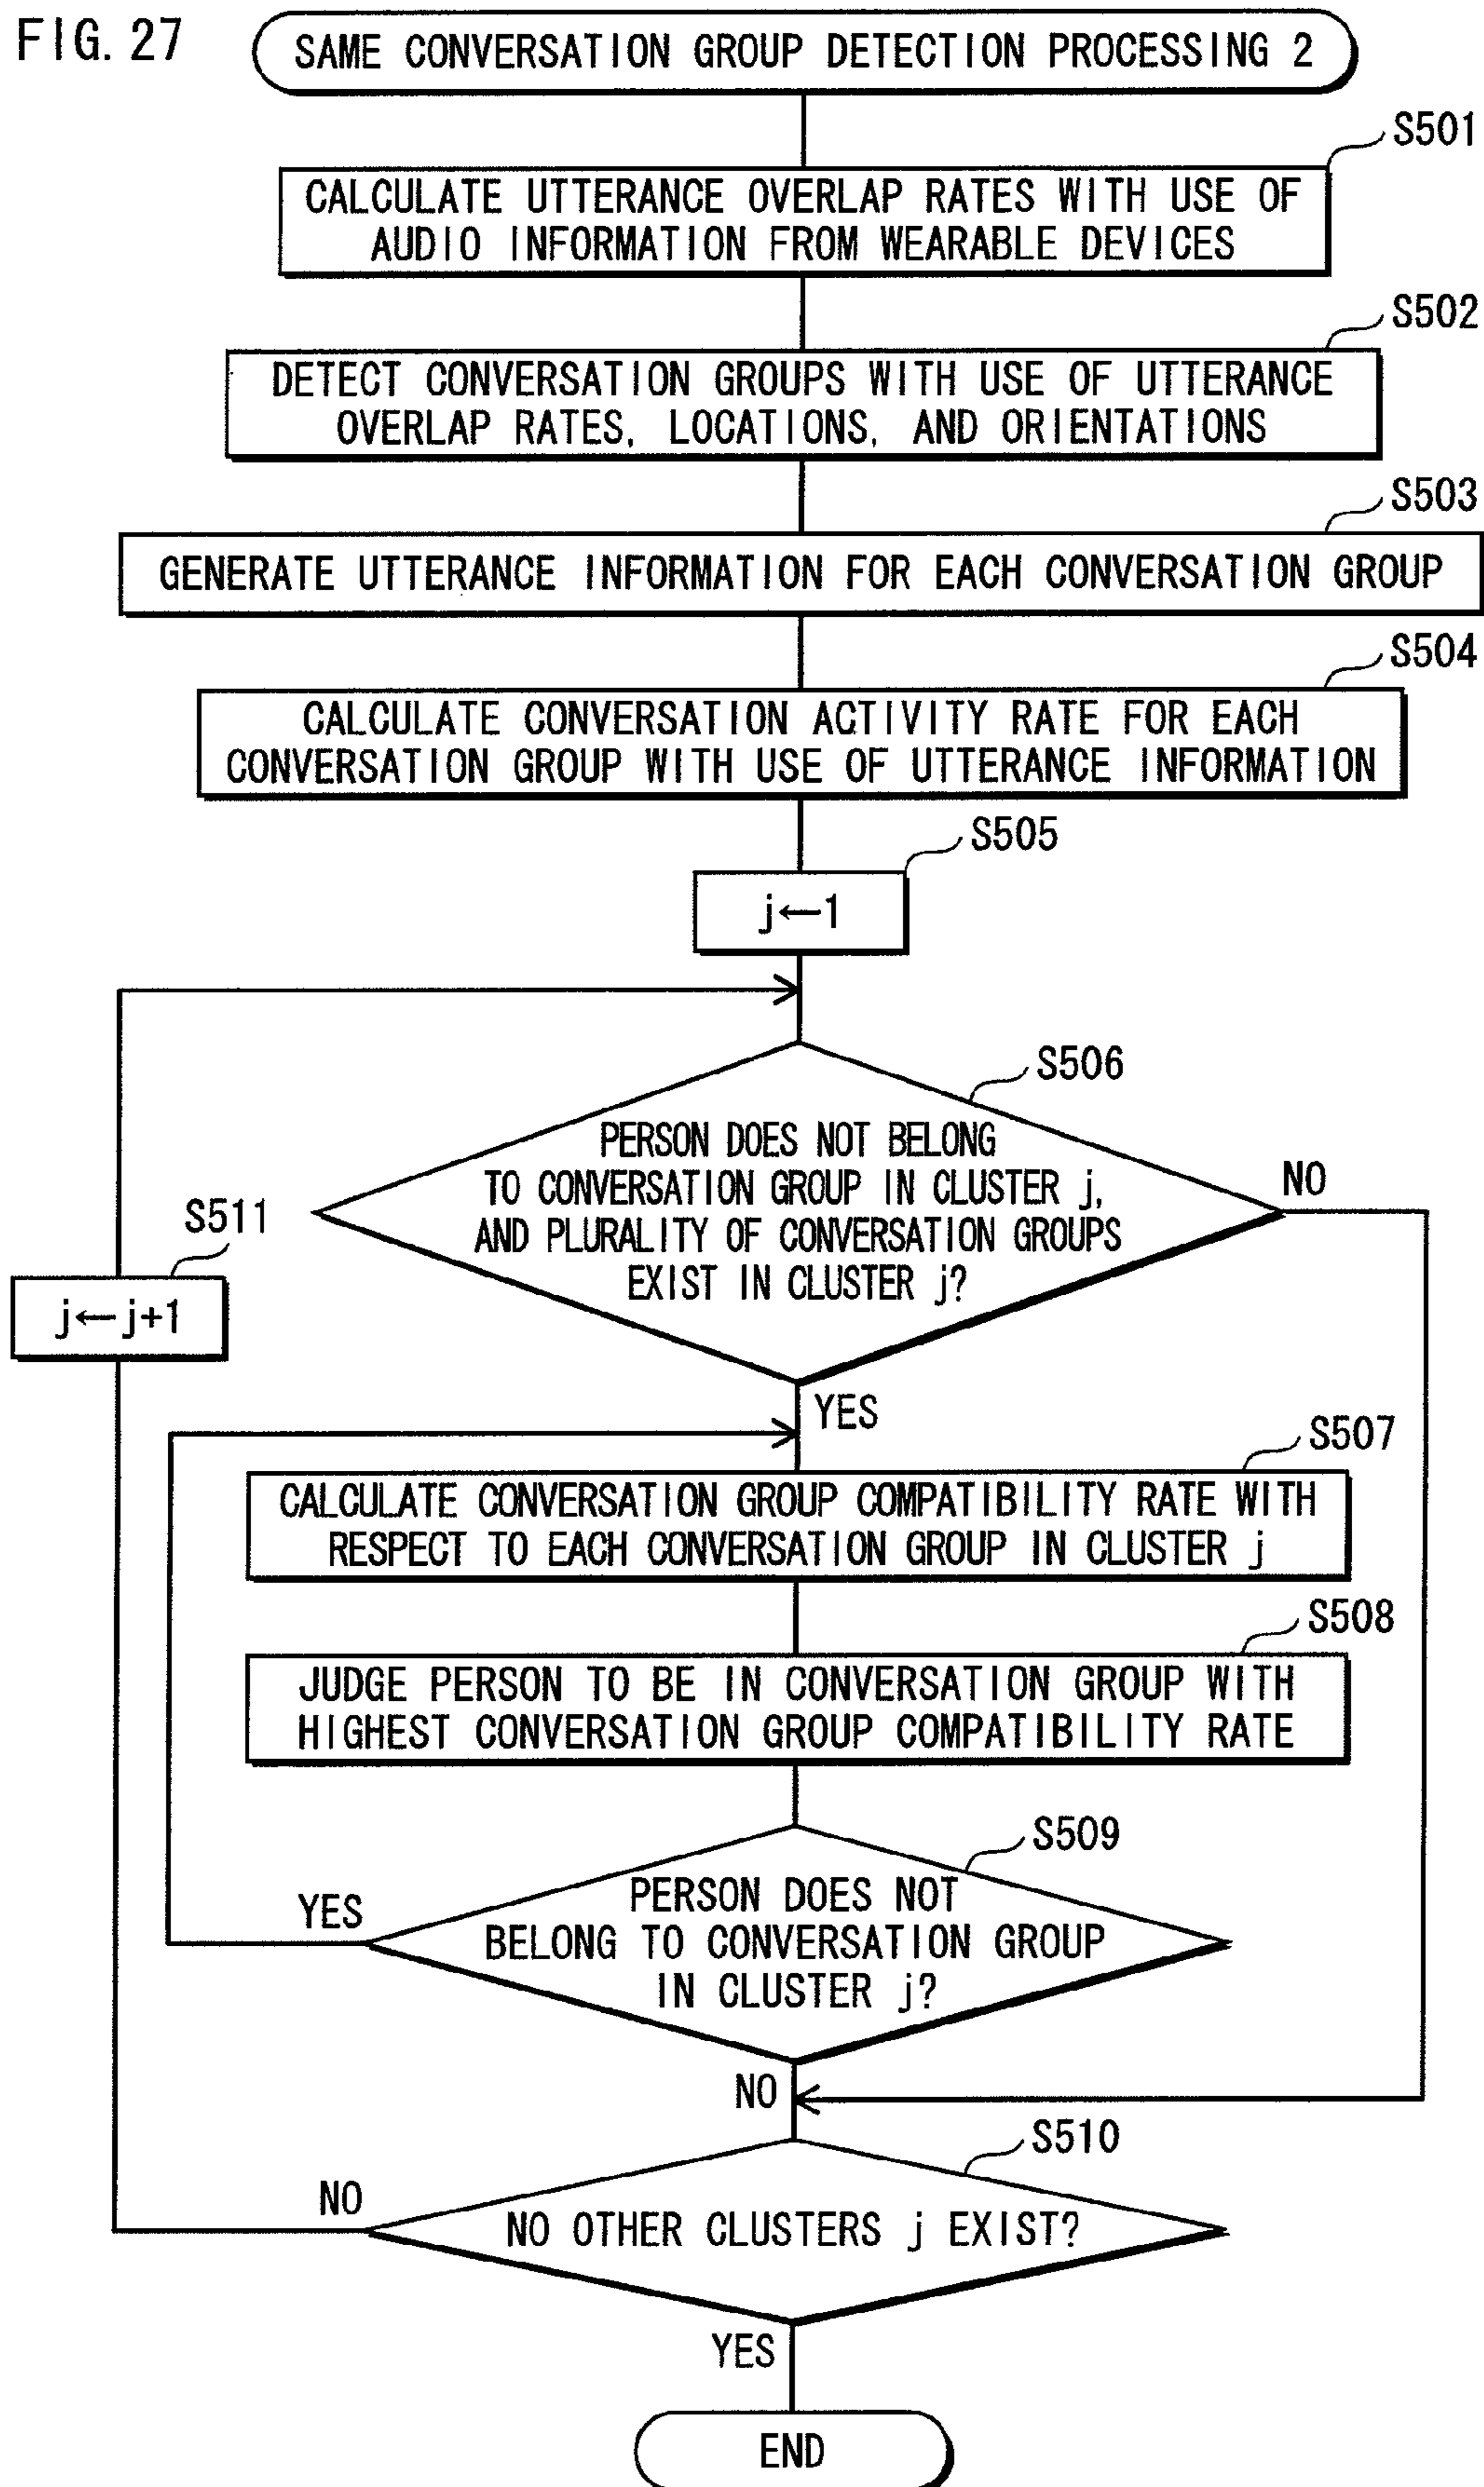 FIG. 27
SAME CONVERSATION GROUP DETECTION PROCESSING 2
S501
CALCULATE UTTERANCE OVERLAP RATES WITH USE OF
AUDIO INFORMATION FROM WEARABLE DEVICES
S502
DETECT CONVERSATION GROUPS WITH USE OF UTTERANCE
OVERLAP RATES, LOCATIONS, AND ORIENTATIONS
S503
GENERATE UTTERANCE INFORMATION FOR EACH CONVERSATION GROUP
S504
CALCULATE CONVERSATION ACTIVITY RATE FOR EACH
CONVERSATION GROUP WITH USE OF UTTERANCE INFORMATION
S505
j←1
S506
PERSON DOES NOT BELONG
TO CONVERSATION GROUP IN CLUSTER j,
AND PLURALITY OF CONVERSATION GROUPS
EXIST IN CLUSTER j?
NO
S511
j←j+1
YES
S507
CALCULATE CONVERSATION GROUP COMPATIBILITY RATE WITH
RESPECT TO EACH CONVERSATION GROUP IN CLUSTER j
S508
JUDGE PERSON TO BE IN CONVERSATION GROUP WITH
HIGHEST CONVERSATION GROUP COMPATIBILITY RATE
S509
PERSON DOES NOT
BELONG TO CONVERSATION GROUP
IN CLUSTER j?
YES
NO
S510
NO OTHER CLUSTERS j EXIST?
NO
YES
END